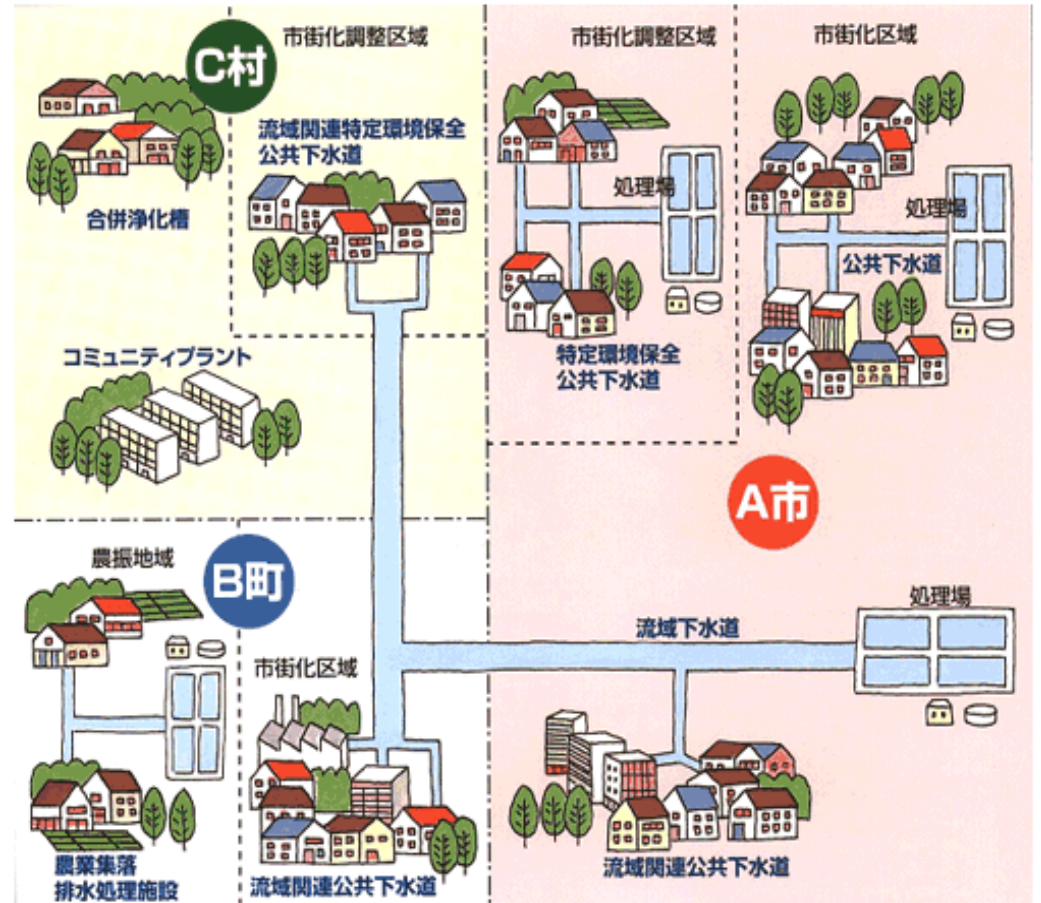 C村
市街化調整区域
流域関連特定環境保全
公共下水道
合併浄化槽
コミュニティプラント
市街化調整区域
処理場
特定環境保全
公共下水道
市街化区域
処理場
公共下水道
A市
農振地域
B町
農業集落
排水処理施設
市街化区域
流域関連公共下水道
流域下水道
処理場
流域関連公共下水道